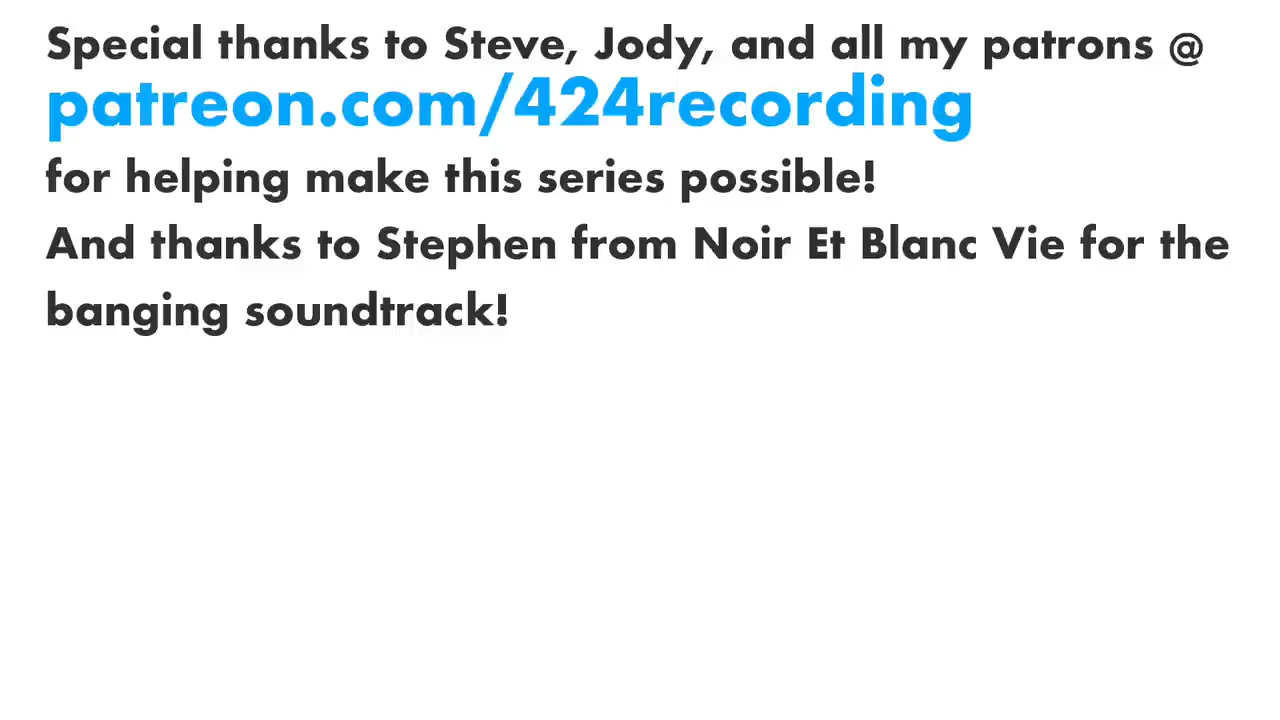 Special thanks to Steve, Jody, and all my patrons @
patreon.com/424recording
for helping make this series possible!
And thanks to Stephen from Noir Et Blanc Vie for the
banging soundtrack!